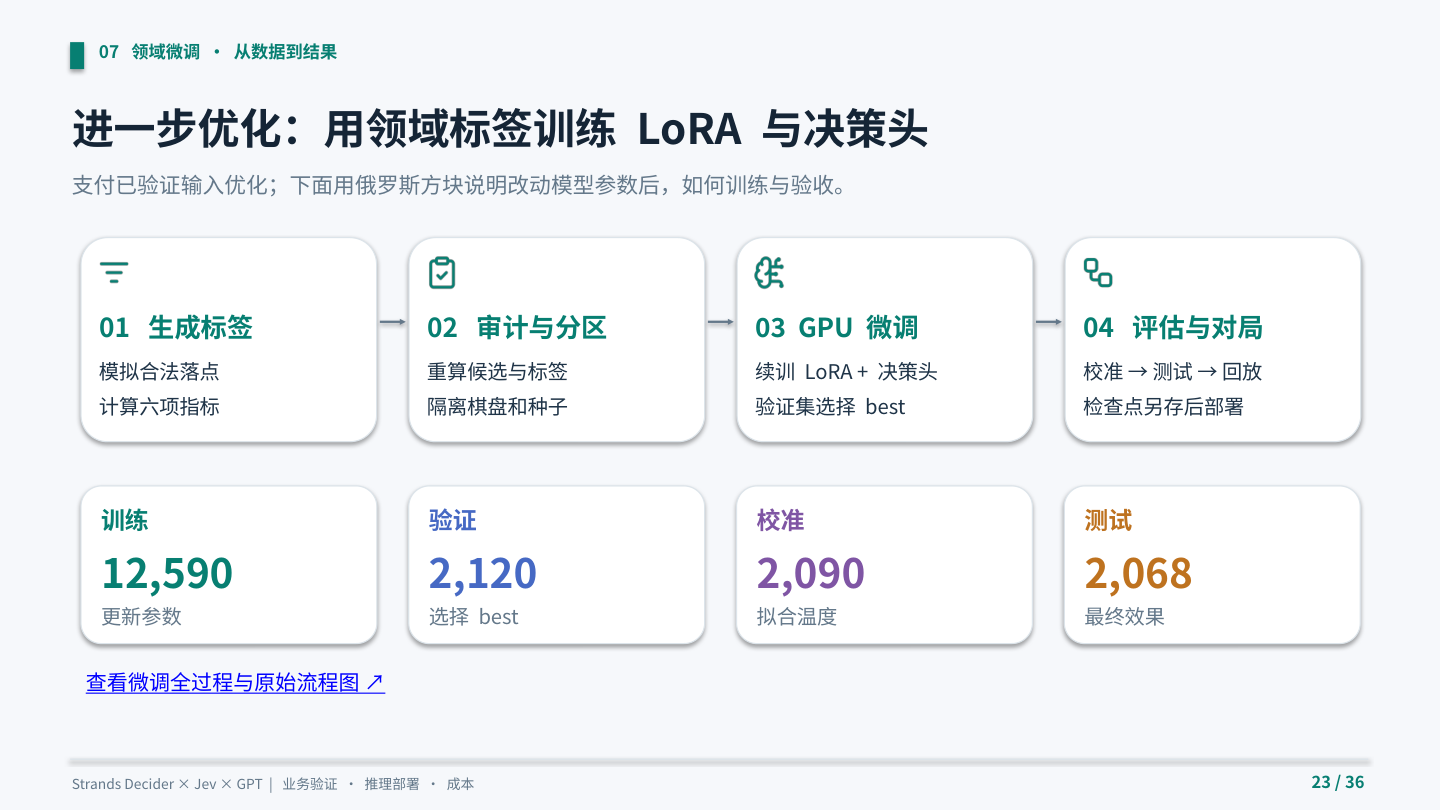 07 领域微调 · 从数据到结果
进一步优化：用领域标签训练 LoRA 与决策头
支付已验证输入优化；下面用俄罗斯方块说明改动模型参数后，如何训练与验收。
01 生成标签
模拟合法落点
计算六项指标
02 审计与分区
重算候选与标签
隔离棋盘和种子
03 GPU 微调
续训 LoRA + 决策头
验证集选择 best
04 评估与对局
校准 → 测试 → 回放
检查点另存后部署
训练
12,590
更新参数
验证
2,120
选择 best
校准
2,090
拟合温度
测试
2,068
最终效果
查看微调全过程与原始流程图 ↗
Strands Decider × Jev × GPT | 业务验证 · 推理部署 · 成本
23 / 36